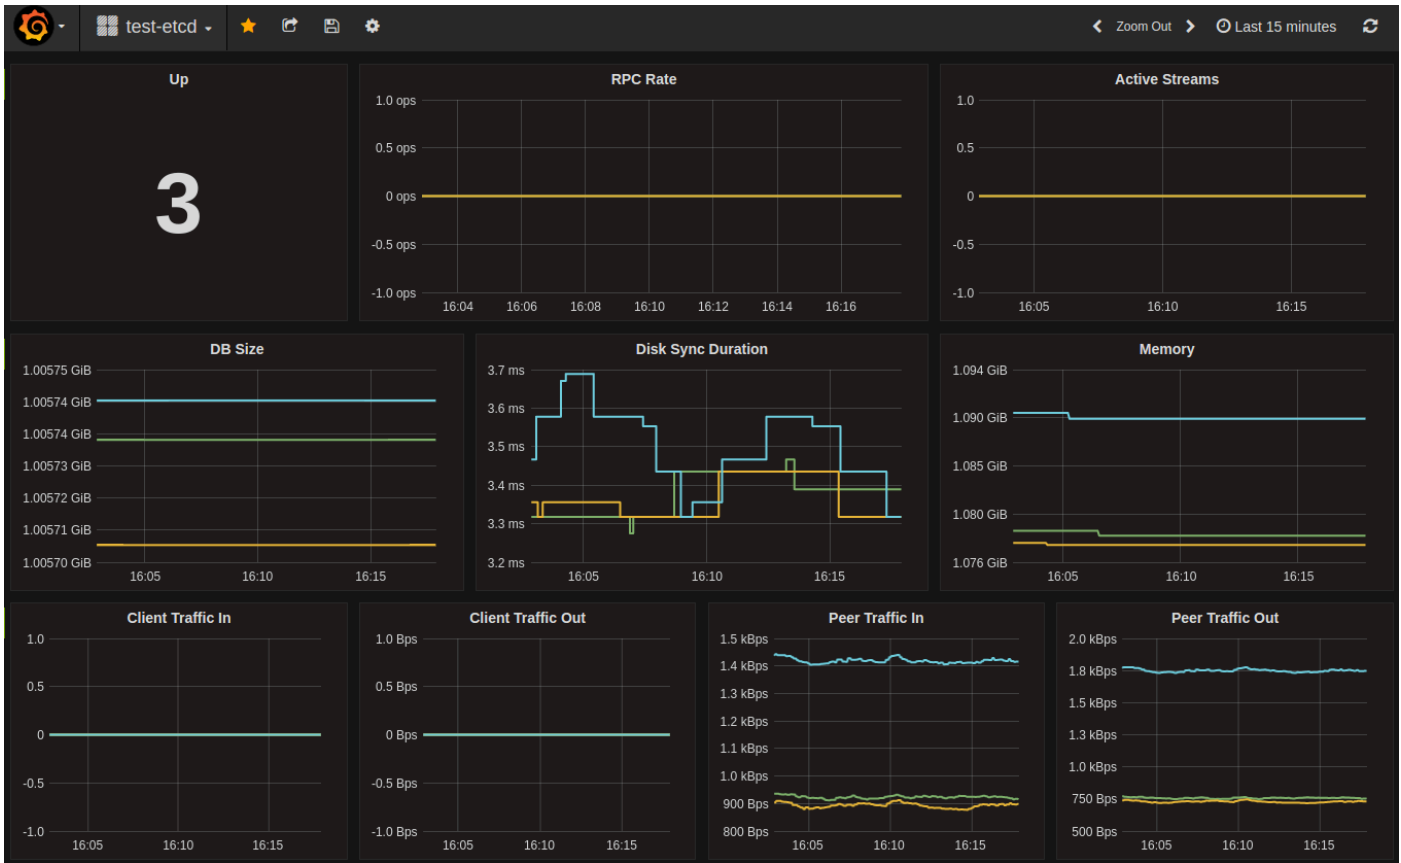 test-etcd
Zoom Out
Last 15 minutes
Up
3
RPC Rate
1.0 ops
0.5 ops
0 ops
-0.5 ops
-1.0 ops
16:04 16:06 16:08 16:10 16:12 16:14 16:16
Active Streams
1.0
0.5
0
-0.5
-1.0
16:05 16:10 16:15
DB Size
1.00575 GiB
1.00574 GiB
1.00574 GiB
1.00573 GiB
1.00572 GiB
1.00571 GiB
1.00570 GiB
16:05 16:10 16:15
Disk Sync Duration
3.7 ms
3.6 ms
3.5 ms
3.4 ms
3.3 ms
3.2 ms
16:05 16:10 16:15
Memory
1.094 GiB
1.090 GiB
1.085 GiB
1.080 GiB
1.076 GiB
16:05 16:10 16:15
Client Traffic In
1.0
0.5
0
-0.5
-1.0
16:05 16:10 16:15
Client Traffic Out
1.0 Bps
0.5 Bps
0 Bps
-0.5 Bps
-1.0 Bps
16:05 16:10 16:15
Peer Traffic In
1.5 kBps
1.4 kBps
1.3 kBps
1.2 kBps
1.1 kBps
1.0 kBps
900 Bps
800 Bps
16:05 16:10 16:15
Peer Traffic Out
2.0 kBps
1.8 kBps
1.5 kBps
1.3 kBps
1.0 kBps
750 Bps
500 Bps
16:05 16:10 16:15